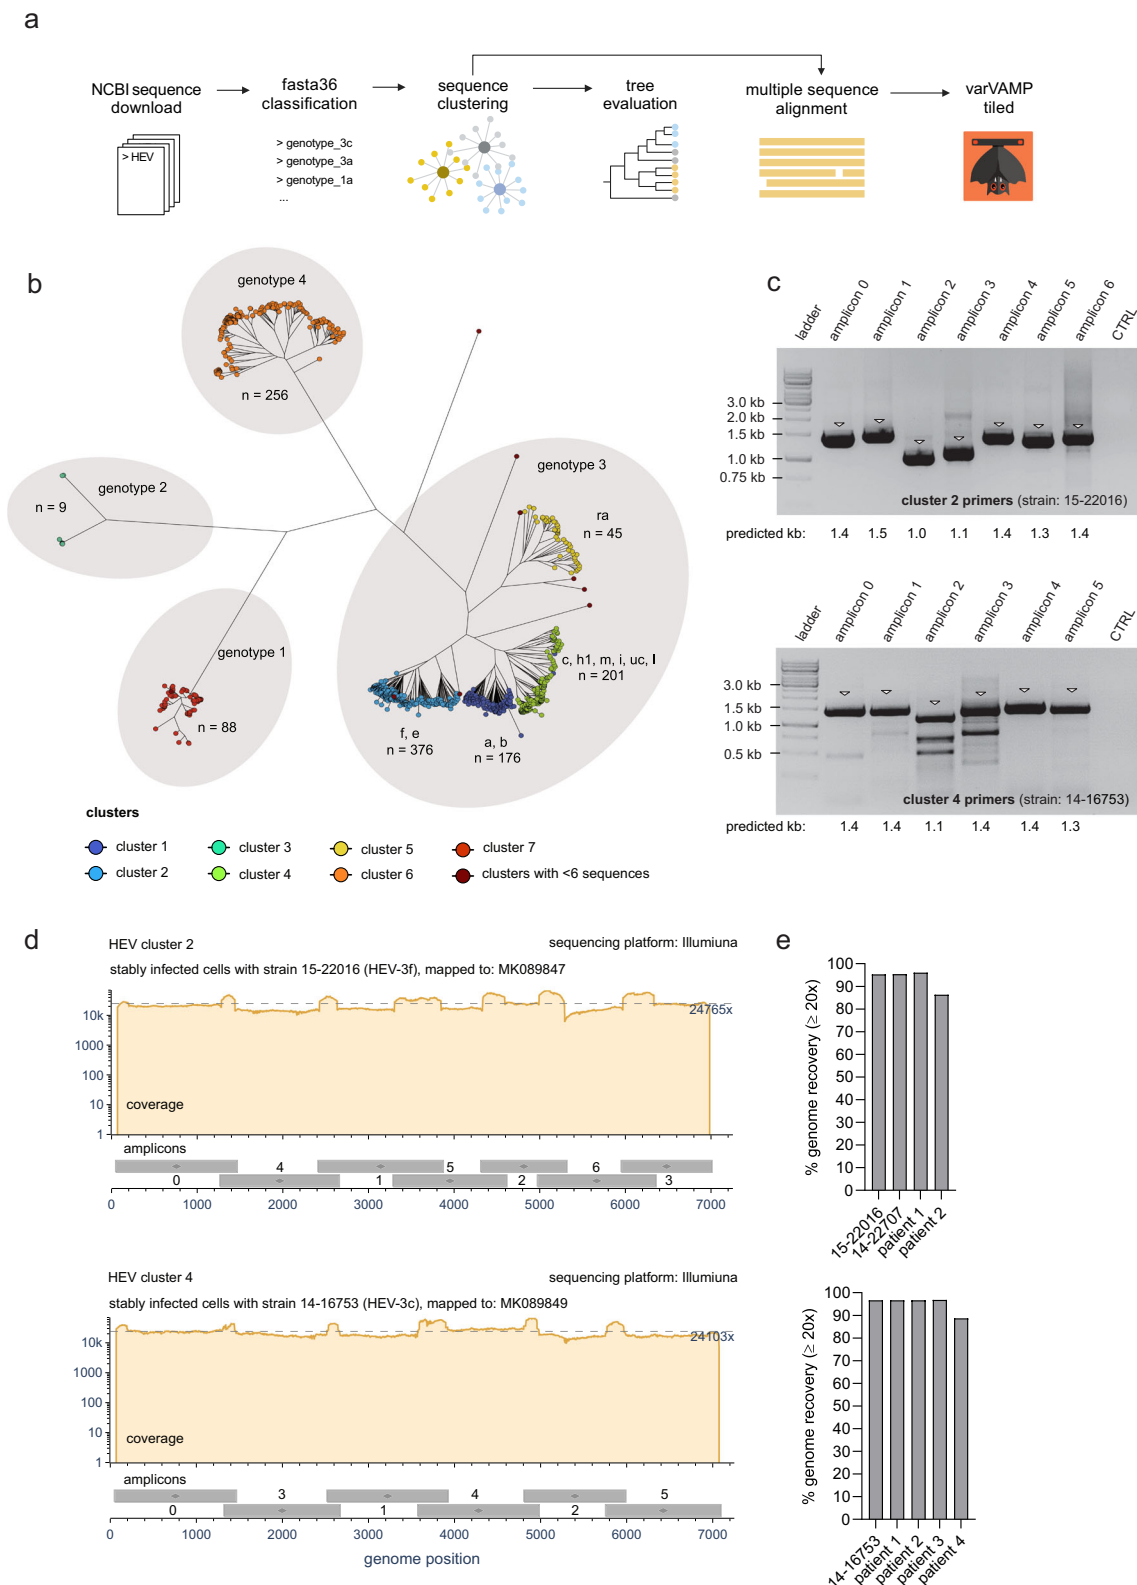 a
NCBI sequence download
fasta36 classification
sequence clustering
tree evaluation
multiple sequence alignment
varVAMP tiled
> HEV
> genotype_3c
> genotype_3a
> genotype_1a
...
b
genotype 4
n = 256
genotype 2
n = 9
genotype 3
ra
n = 45
genotype 1
n = 88
c, h1, m, i, uc, l
n = 201
f, e
n = 376
a, b
n = 176
clusters
cluster 1
cluster 2
cluster 3
cluster 4
cluster 5
cluster 6
cluster 7
clusters with <6 sequences
c
ladder
amplicon 0
amplicon 1
amplicon 2
amplicon 3
amplicon 4
amplicon 5
amplicon 6
CTRL
3.0 kb
2.0 kb
1.5 kb
1.0 kb
0.75 kb
cluster 2 primers (strain: 15-22016)
predicted kb: 1.4 1.5 1.0 1.1 1.4 1.3 1.4
ladder
amplicon 0
amplicon 1
amplicon 2
amplicon 3
amplicon 4
amplicon 5
CTRL
3.0 kb
1.5 kb
1.0 kb
0.5 kb
cluster 4 primers (strain: 14-16753)
predicted kb: 1.4 1.4 1.1 1.4 1.4 1.3
d
HEV cluster 2
sequencing platform: Illumiuna
stably infected cells with strain 15-22016 (HEV-3f), mapped to: MK089847
24765x
10k
1000
100
10
1
coverage
amplicons
4 5 6
0 1 2 3
0 1000 2000 3000 4000 5000 6000 7000
HEV cluster 4
sequencing platform: Illumiuna
stably infected cells with strain 14-16753 (HEV-3c), mapped to: MK089849
24103x
10k
1000
100
10
1
coverage
amplicons
3 4 5
0 1 2
0 1000 2000 3000 4000 5000 6000 7000
genome position
e
% genome recovery (≥ 20x)
100
90
80
70
60
50
40
30
20
10
0
15-22016
14-22707
patient 1
patient 2
% genome recovery (≥ 20x)
100
90
80
70
60
50
40
30
20
10
0
14-16753
patient 1
patient 2
patient 3
patient 4